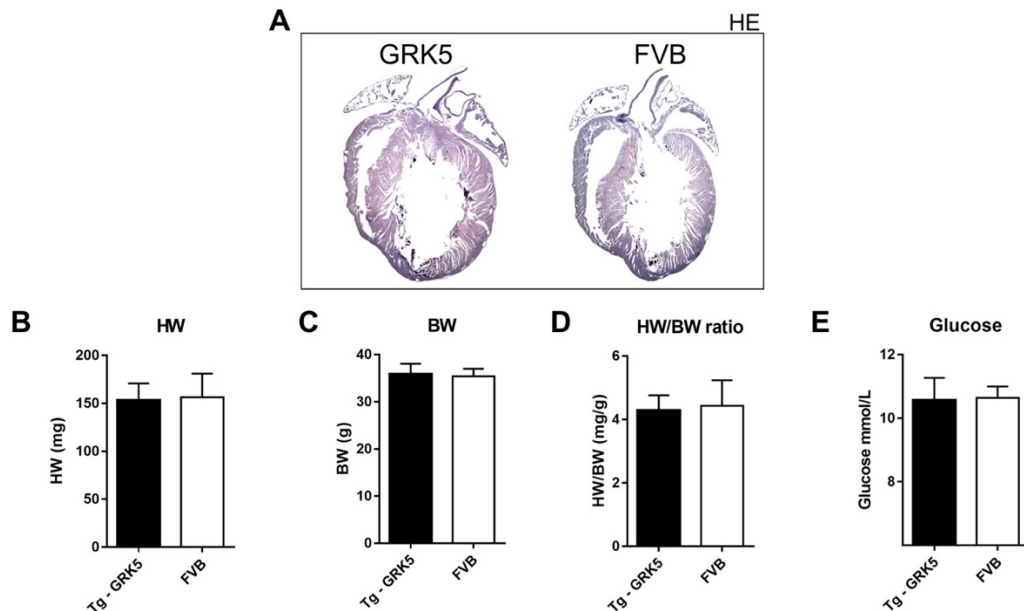 A
HE
GRK5 FVB
B
HW
200
150
100
50
0
HW (mg)
Tg - GRK5
FVB
C
BW
40
30
20
10
0
BW (g)
Tg - GRK5
FVB
D
HW/BW ratio
6
4
2
0
HW/BW (mg/g)
Tg - GRK5
FVB
E
Glucose
12
10
8
Glucose mmol/L
Tg - GRK5
FVB